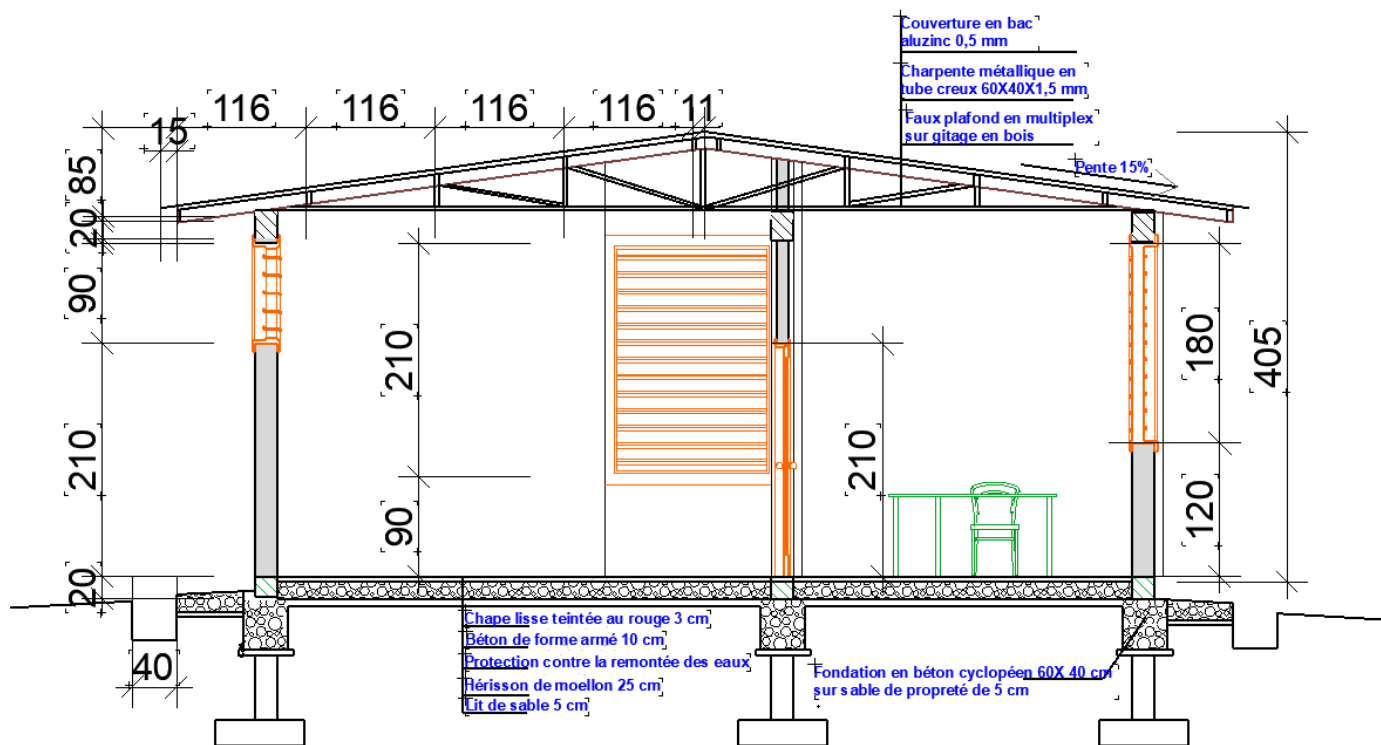 Couverture en bac
aluzinc 0,5 mm
Charpente métallique en
tube creux 60X40X1,5 mm
Faux plafond en multiplex
sur gitage en bois
Pente 15%
116
116
116
116
11
15
85
20
90
210
20
40
210
90
210
180
120
405
Chape lisse teintée au rouge 3 cm
Béton de forme armé 10 cm
Protection contre la remontée des eaux
Hérisson de moellon 25 cm
Lit de sable 5 cm
Fondation en béton cyclopéen 60X 40 cm
sur sable de propreté de 5 cm